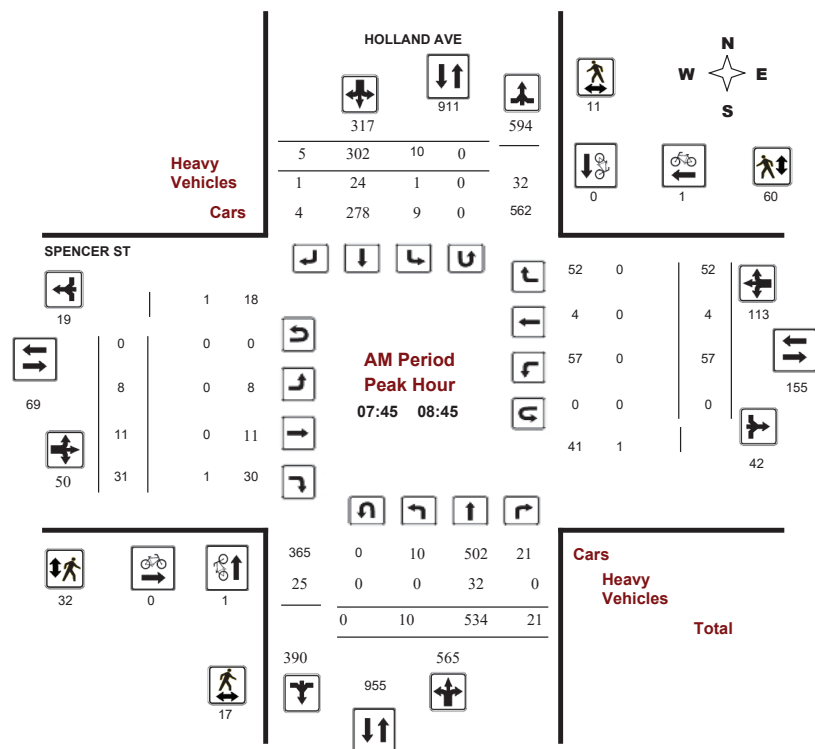 HOLLAND AVE
N
W E
S
911
11
317 594
5 302 10 0
Heavy
Vehicles
1 24 1 0 32
Cars 4 278 9 0 562
0 1 60
SPENCER ST
19
1 18
52 0 52
113
4 0 4
0 0 0
57 0 57
155
69
8 0 8
AM Period
Peak Hour
07:45 08:45
0 0 0
11 0 11
41 1
42
50
31 1 30
365 0 10 502 21 Cars
25 0 0 32 0 Heavy
Vehicles
0 10 534 21 Total
32 0 1
390 565
955
17